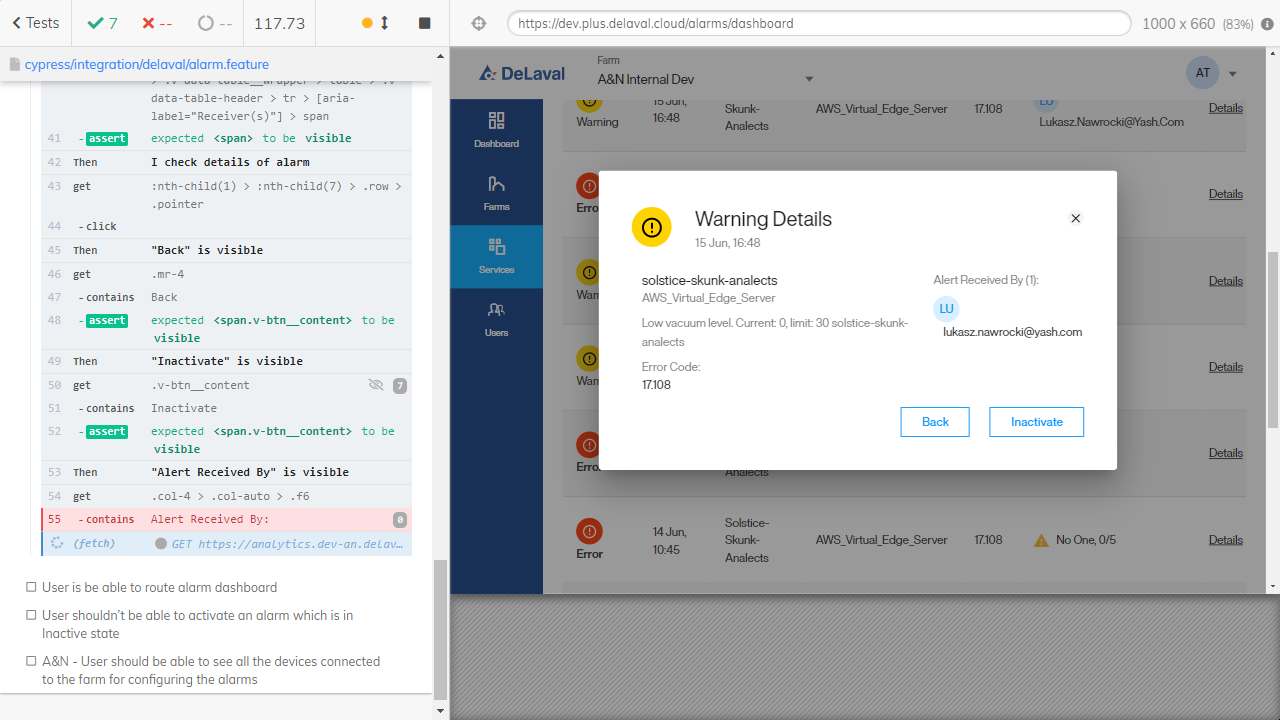 Tests
7
--
--
117.73
https://dev.plus.delaval.cloud/alarms/dashboard
1000 x 660 (83%)
cypress/integration/delaval/alarm.feature
data-table-header > tr > [aria-
label="Receiver(s)"] > span
41 -assert expected <span> to be visible
42 Then I check details of alarm
43 get :nth-child(1) > :nth-child(7) > .row >
.pointer
44 -click
45 Then "Back" is visible
46 get .mr-4
47 -contains Back
48 -assert expected <span.v-btn__content> to be
visible
49 Then "Inactivate" is visible
50 get .v-btn__content 7
51 -contains Inactivate
52 -assert expected <span.v-btn__content> to be
visible
53 Then "Alert Received By" is visible
54 get .col-4 > .col-auto > .f6
55 -contains Alert Received By: 0
(fetch) GET https://analytics.dev-an.delav…
User is be able to route alarm dashboard
User shouldn't be able to activate an alarm which is in
Inactive state
A&N - User should be able to see all the devices connected
to the farm for configuring the alarms
DeLaval
Farm
A&N Internal Dev
AT
Dashboard
Farms
Services
Users
Warning
15 Jun,
16:48
Skunk-
Analects
AWS_Virtual_Edge_Server
17.108
LU
Lukasz.Nawrocki@Yash.Com
Details
Error
Details
Details
Details
Details
Analects
Error
14 Jun,
10:45
Solstice-
Skunk-
Analects
AWS_Virtual_Edge_Server
17.108
No One, 0/5
Details
Warning Details
15 Jun, 16:48
solstice-skunk-analects
AWS_Virtual_Edge_Server
Low vacuum level. Current: 0, limit: 30 solstice-skunk-
analects
Error Code:
17.108
Alert Received By (1):
LU
lukasz.nawrocki@yash.com
Back
Inactivate